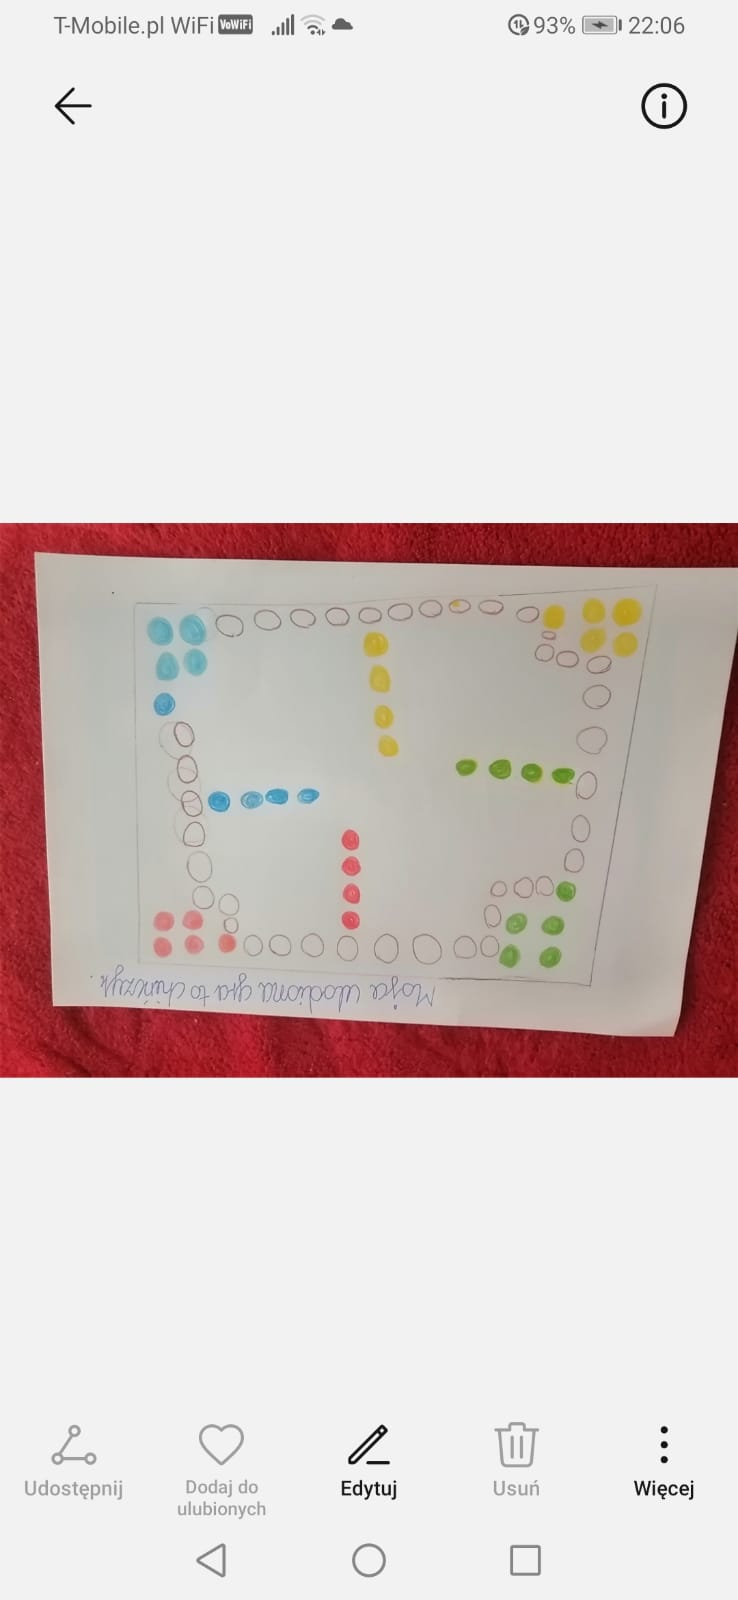 T-Mobile.pl WiFi VoWiFi 93% 22:06
Moja ulubiona gra to chińczyk.
Udostępnij
Dodaj do
ulubionych
Edytuj
Usuń
Więcej